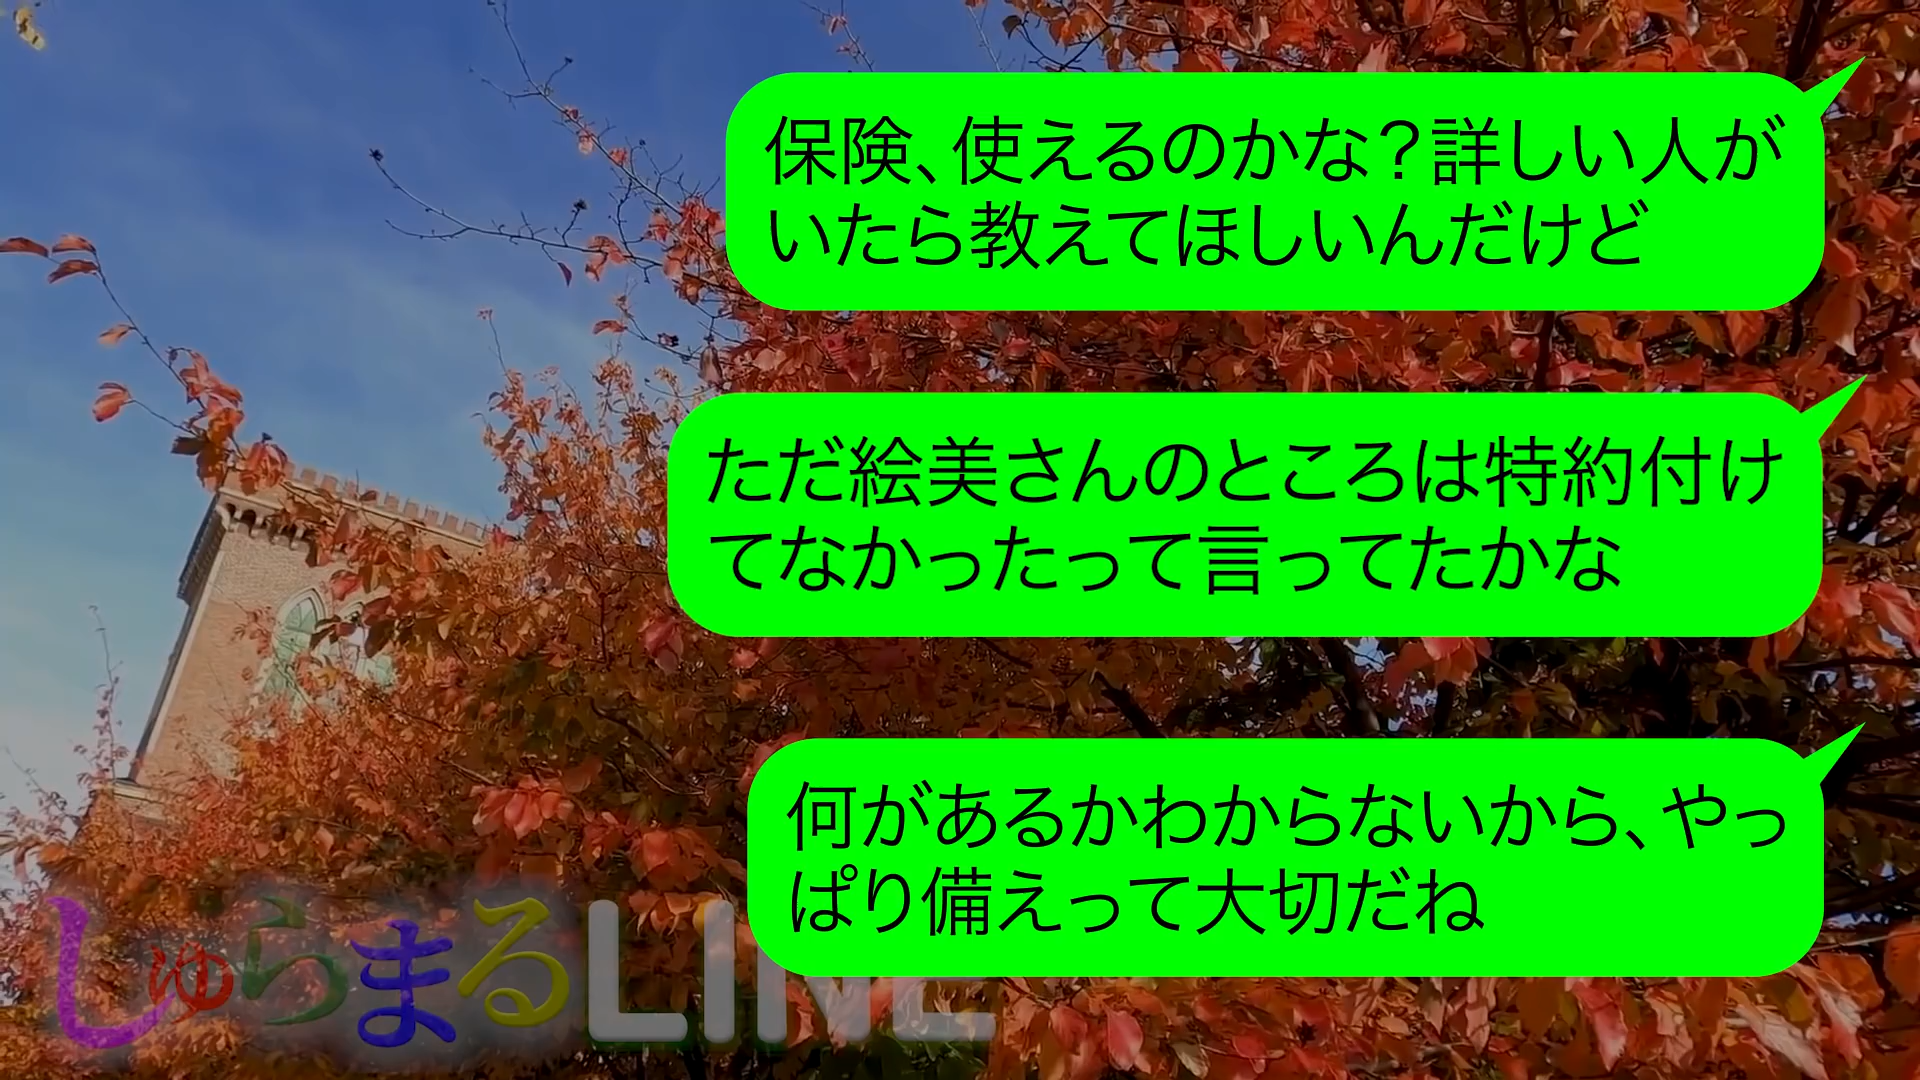 保険、使えるのかな？詳しい人が
いたら教えてほしいんだけど
ただ絵美さんのところは特約付け
てなかったって言ってたかな
何があるかわからないから、やっ
ぱり備えって大切だね
しゅらまるLINE